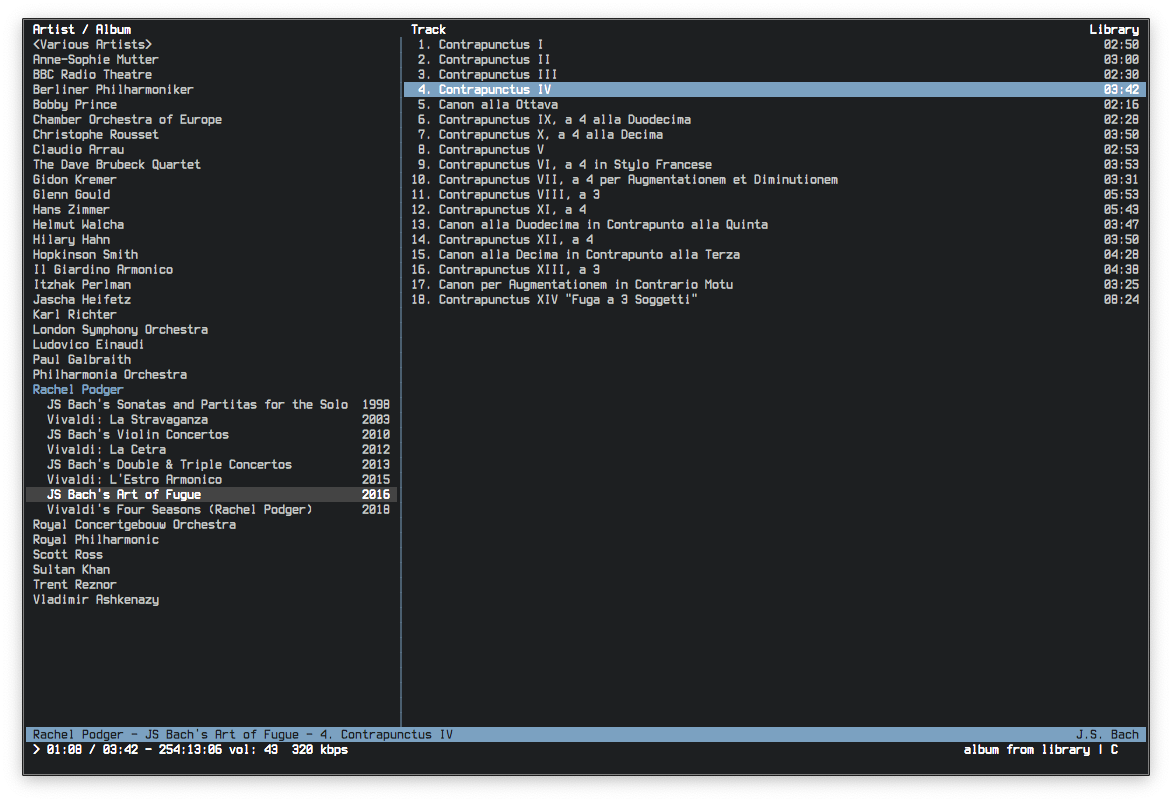 Artist / Album
<Various Artists>
Anne-Sophie Mutter
BBC Radio Theatre
Berliner Philharmoniker
Bobby Prince
Chamber Orchestra of Europe
Christophe Rousset
Claudio Arrau
The Dave Brubeck Quartet
Gidon Kremer
Glenn Gould
Hans Zimmer
Helmut Walcha
Hilary Hahn
Hopkinson Smith
Il Giardino Armonico
Itzhak Perlman
Jascha Heifetz
Karl Richter
London Symphony Orchestra
Ludovico Einaudi
Paul Galbraith
Philharmonia Orchestra
Rachel Podger
JS Bach's Sonatas and Partitas for the Solo 1998
Vivaldi: La Stravaganza 2003
JS Bach's Violin Concertos 2010
Vivaldi: La Cetra 2012
JS Bach's Double & Triple Concertos 2013
Vivaldi: L'Estro Armonico 2015
JS Bach's Art of Fugue 2016
Vivaldi's Four Seasons (Rachel Podger) 2018
Royal Concertgebouw Orchestra
Royal Philharmonic
Scott Ross
Sultan Khan
Trent Reznor
Vladimir Ashkenazy
Track Library
1. Contrapunctus I 02:50
2. Contrapunctus II 03:00
3. Contrapunctus III 02:30
4. Contrapunctus IV 03:42
5. Canon alla Ottava 02:16
6. Contrapunctus IX, a 4 alla Duodecima 02:28
7. Contrapunctus X, a 4 alla Decima 03:50
8. Contrapunctus V 02:53
9. Contrapunctus VI, a 4 in Stylo Francese 03:53
10. Contrapunctus VII, a 4 per Augmentationem et Diminutionem 03:31
11. Contrapunctus VIII, a 3 05:53
12. Contrapunctus XI, a 4 05:43
13. Canon alla Duodecima in Contrapunto alla Quinta 03:47
14. Contrapunctus XII, a 4 03:50
15. Canon alla Decima in Contrapunto alla Terza 04:28
16. Contrapunctus XIII, a 3 04:38
17. Canon per Augmentationem in Contrario Motu 03:25
18. Contrapunctus XIV "Fuga a 3 Soggetti" 08:24
Rachel Podger - JS Bach's Art of Fugue - 4. Contrapunctus IV J.S. Bach
> 01:08 / 03:42 - 254:13:06 vol: 43 320 kbps album from library | C